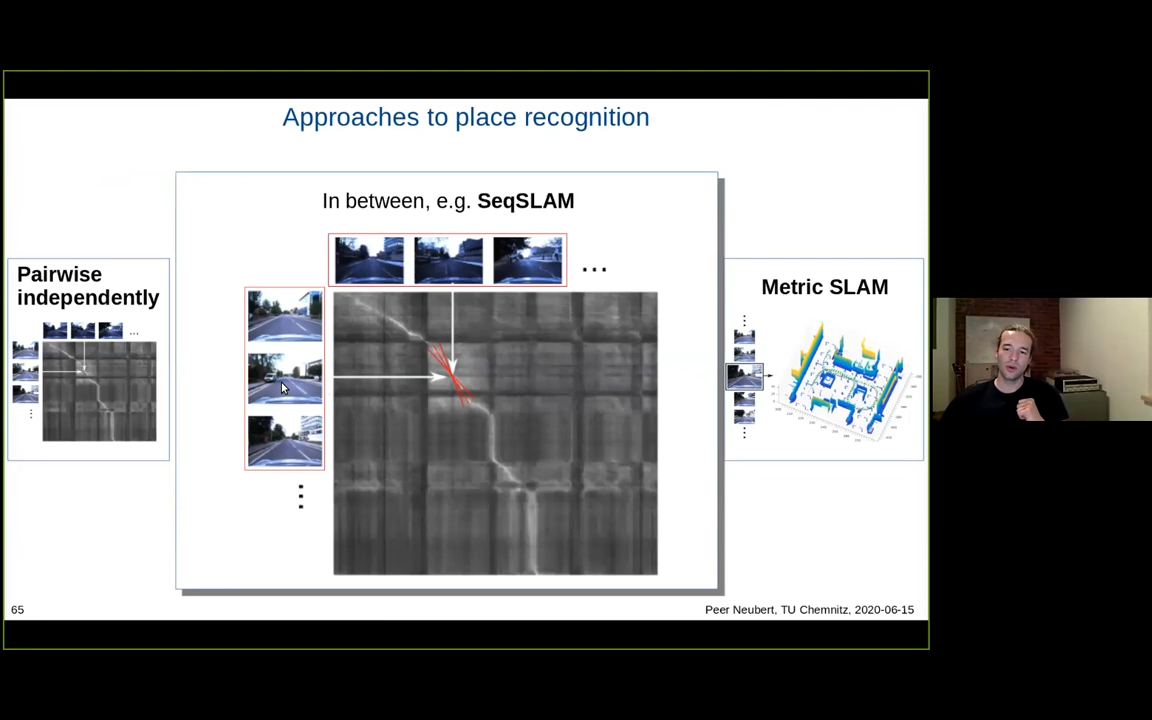 Approaches to place recognition
In between, e.g. SeqSLAM
...
Pairwise
independently
...
Metric SLAM
65
Peer Neubert, TU Chemnitz, 2020-06-15